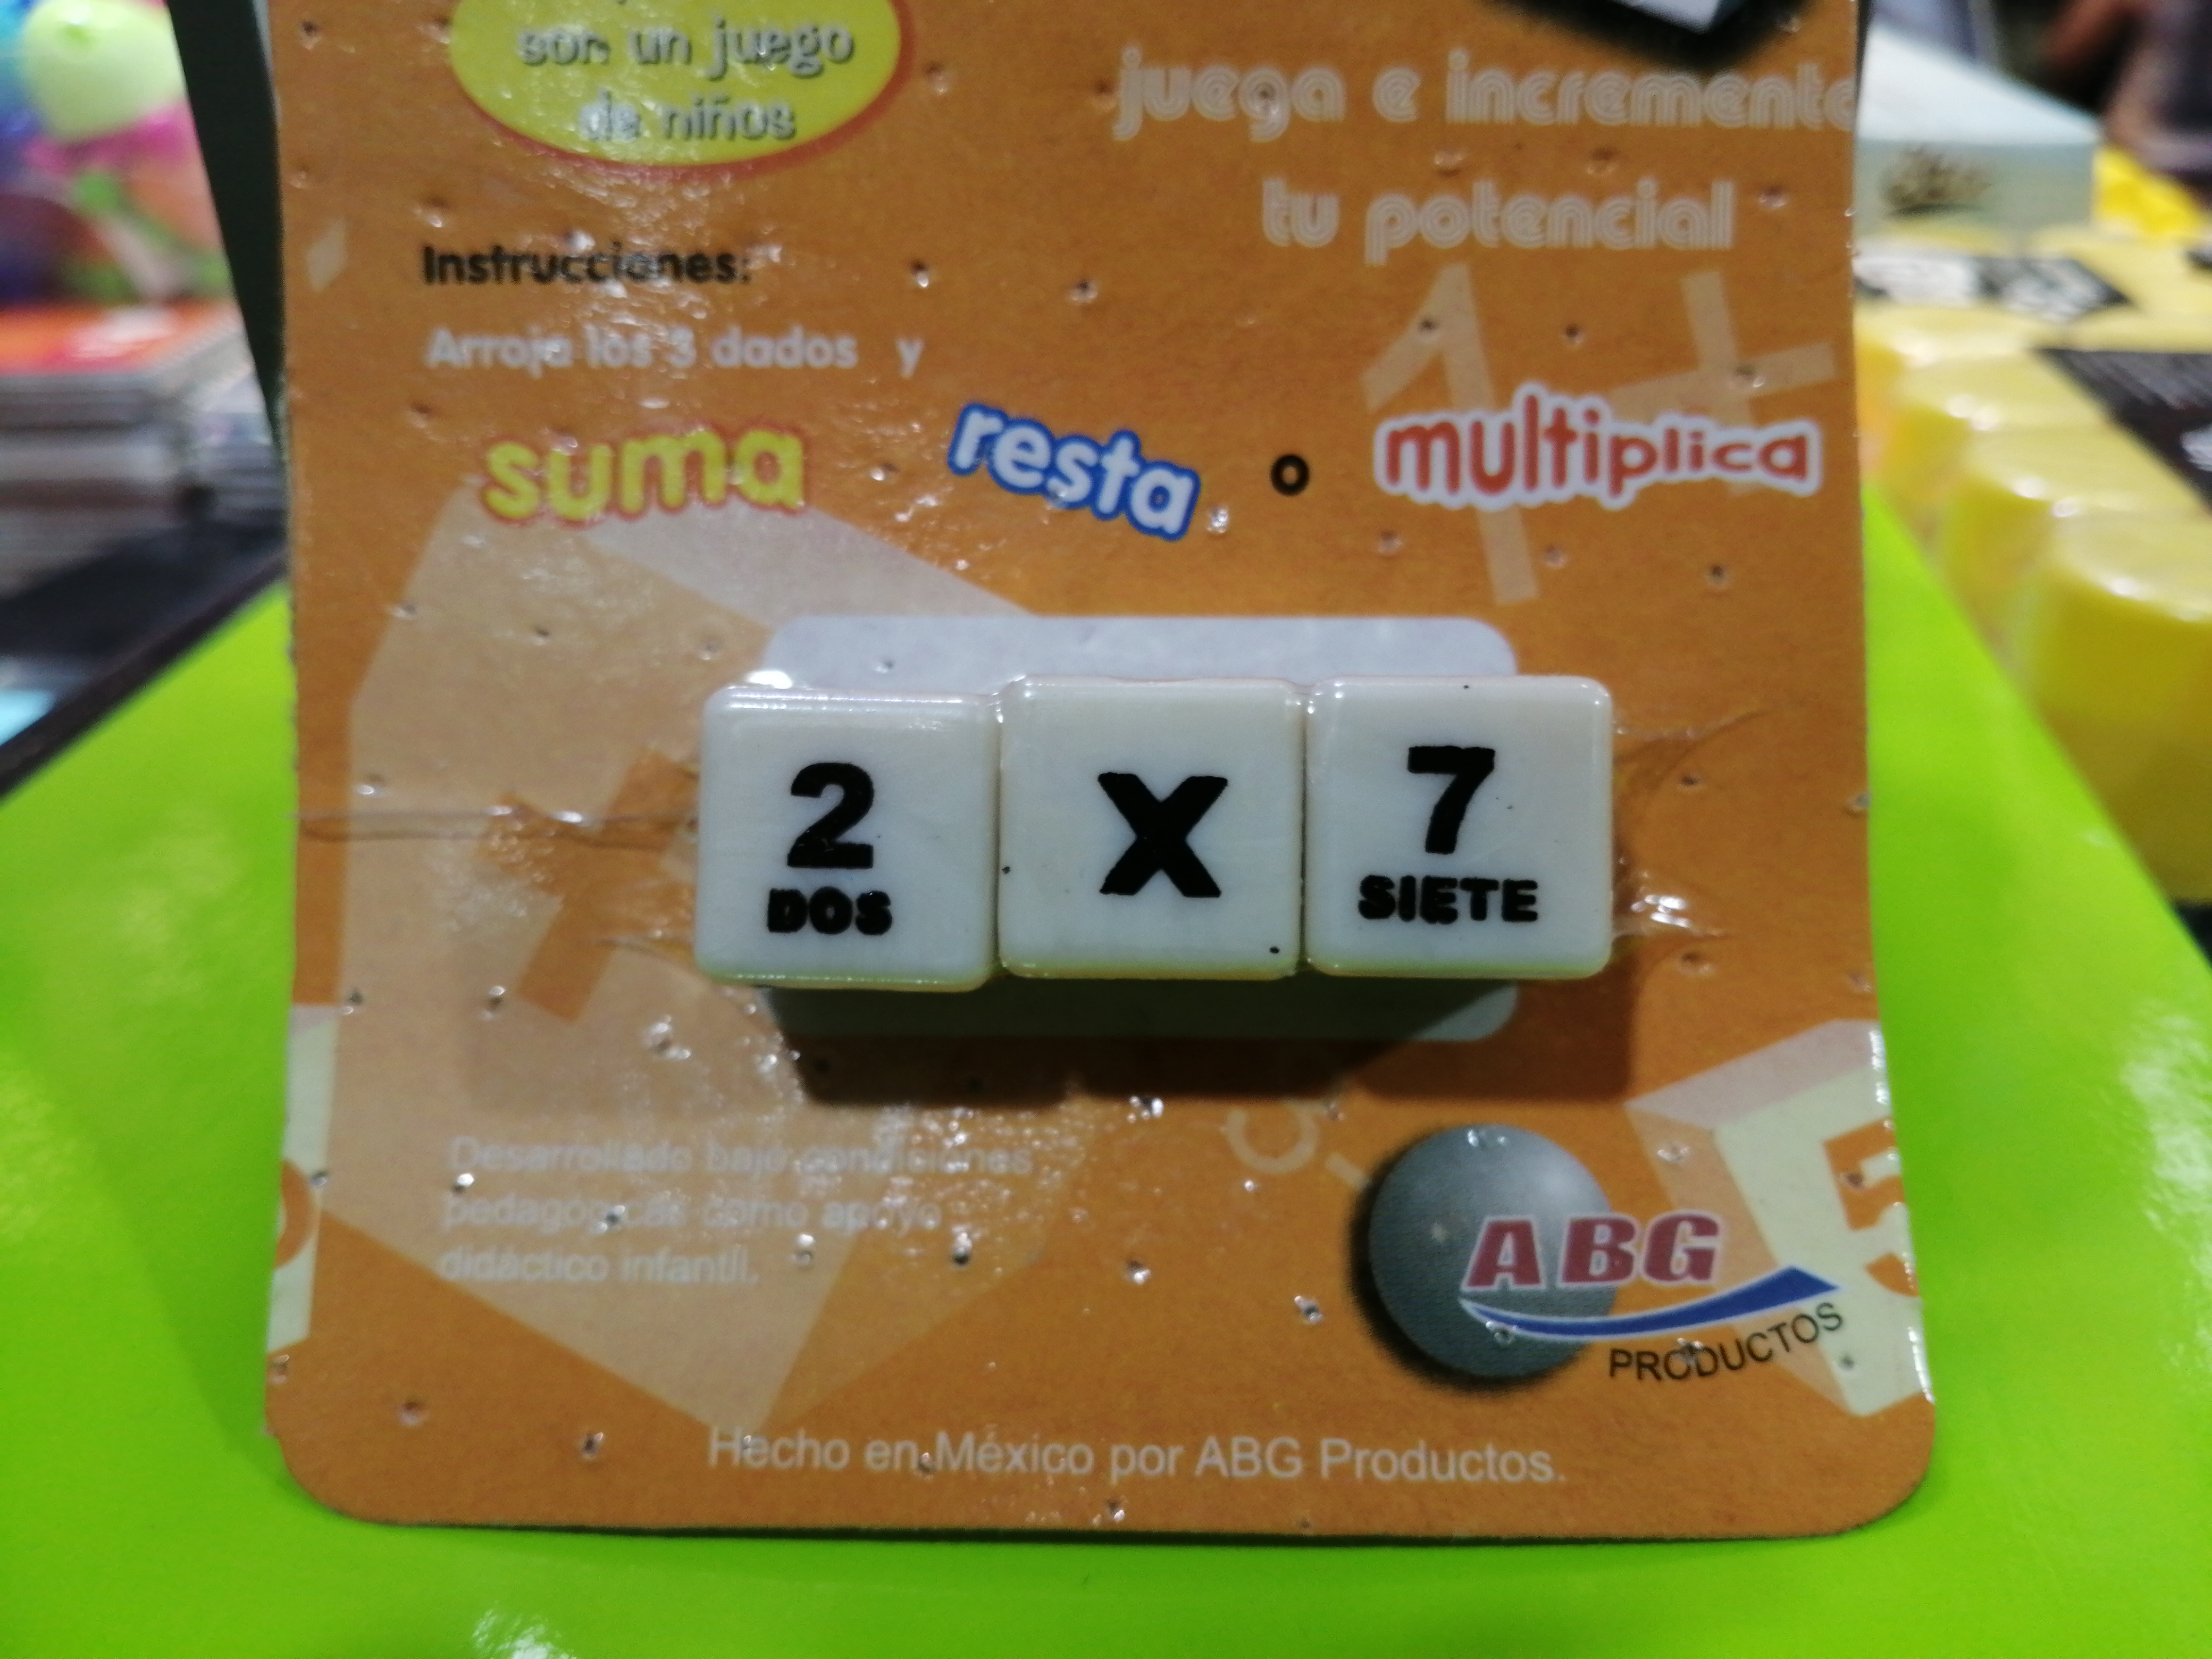 son un juego
de niños
juega e incrementa
tu potencial
Instrucciones:
Arroja los 3 dados y
suma resta o multiplica
2 X 7
DOS SIETE
Desarrollado bajo condiciones
pedagógicas como apoyo
didáctico infantil.
ABG
PRODUCTOS
Hecho en México por ABG Productos.